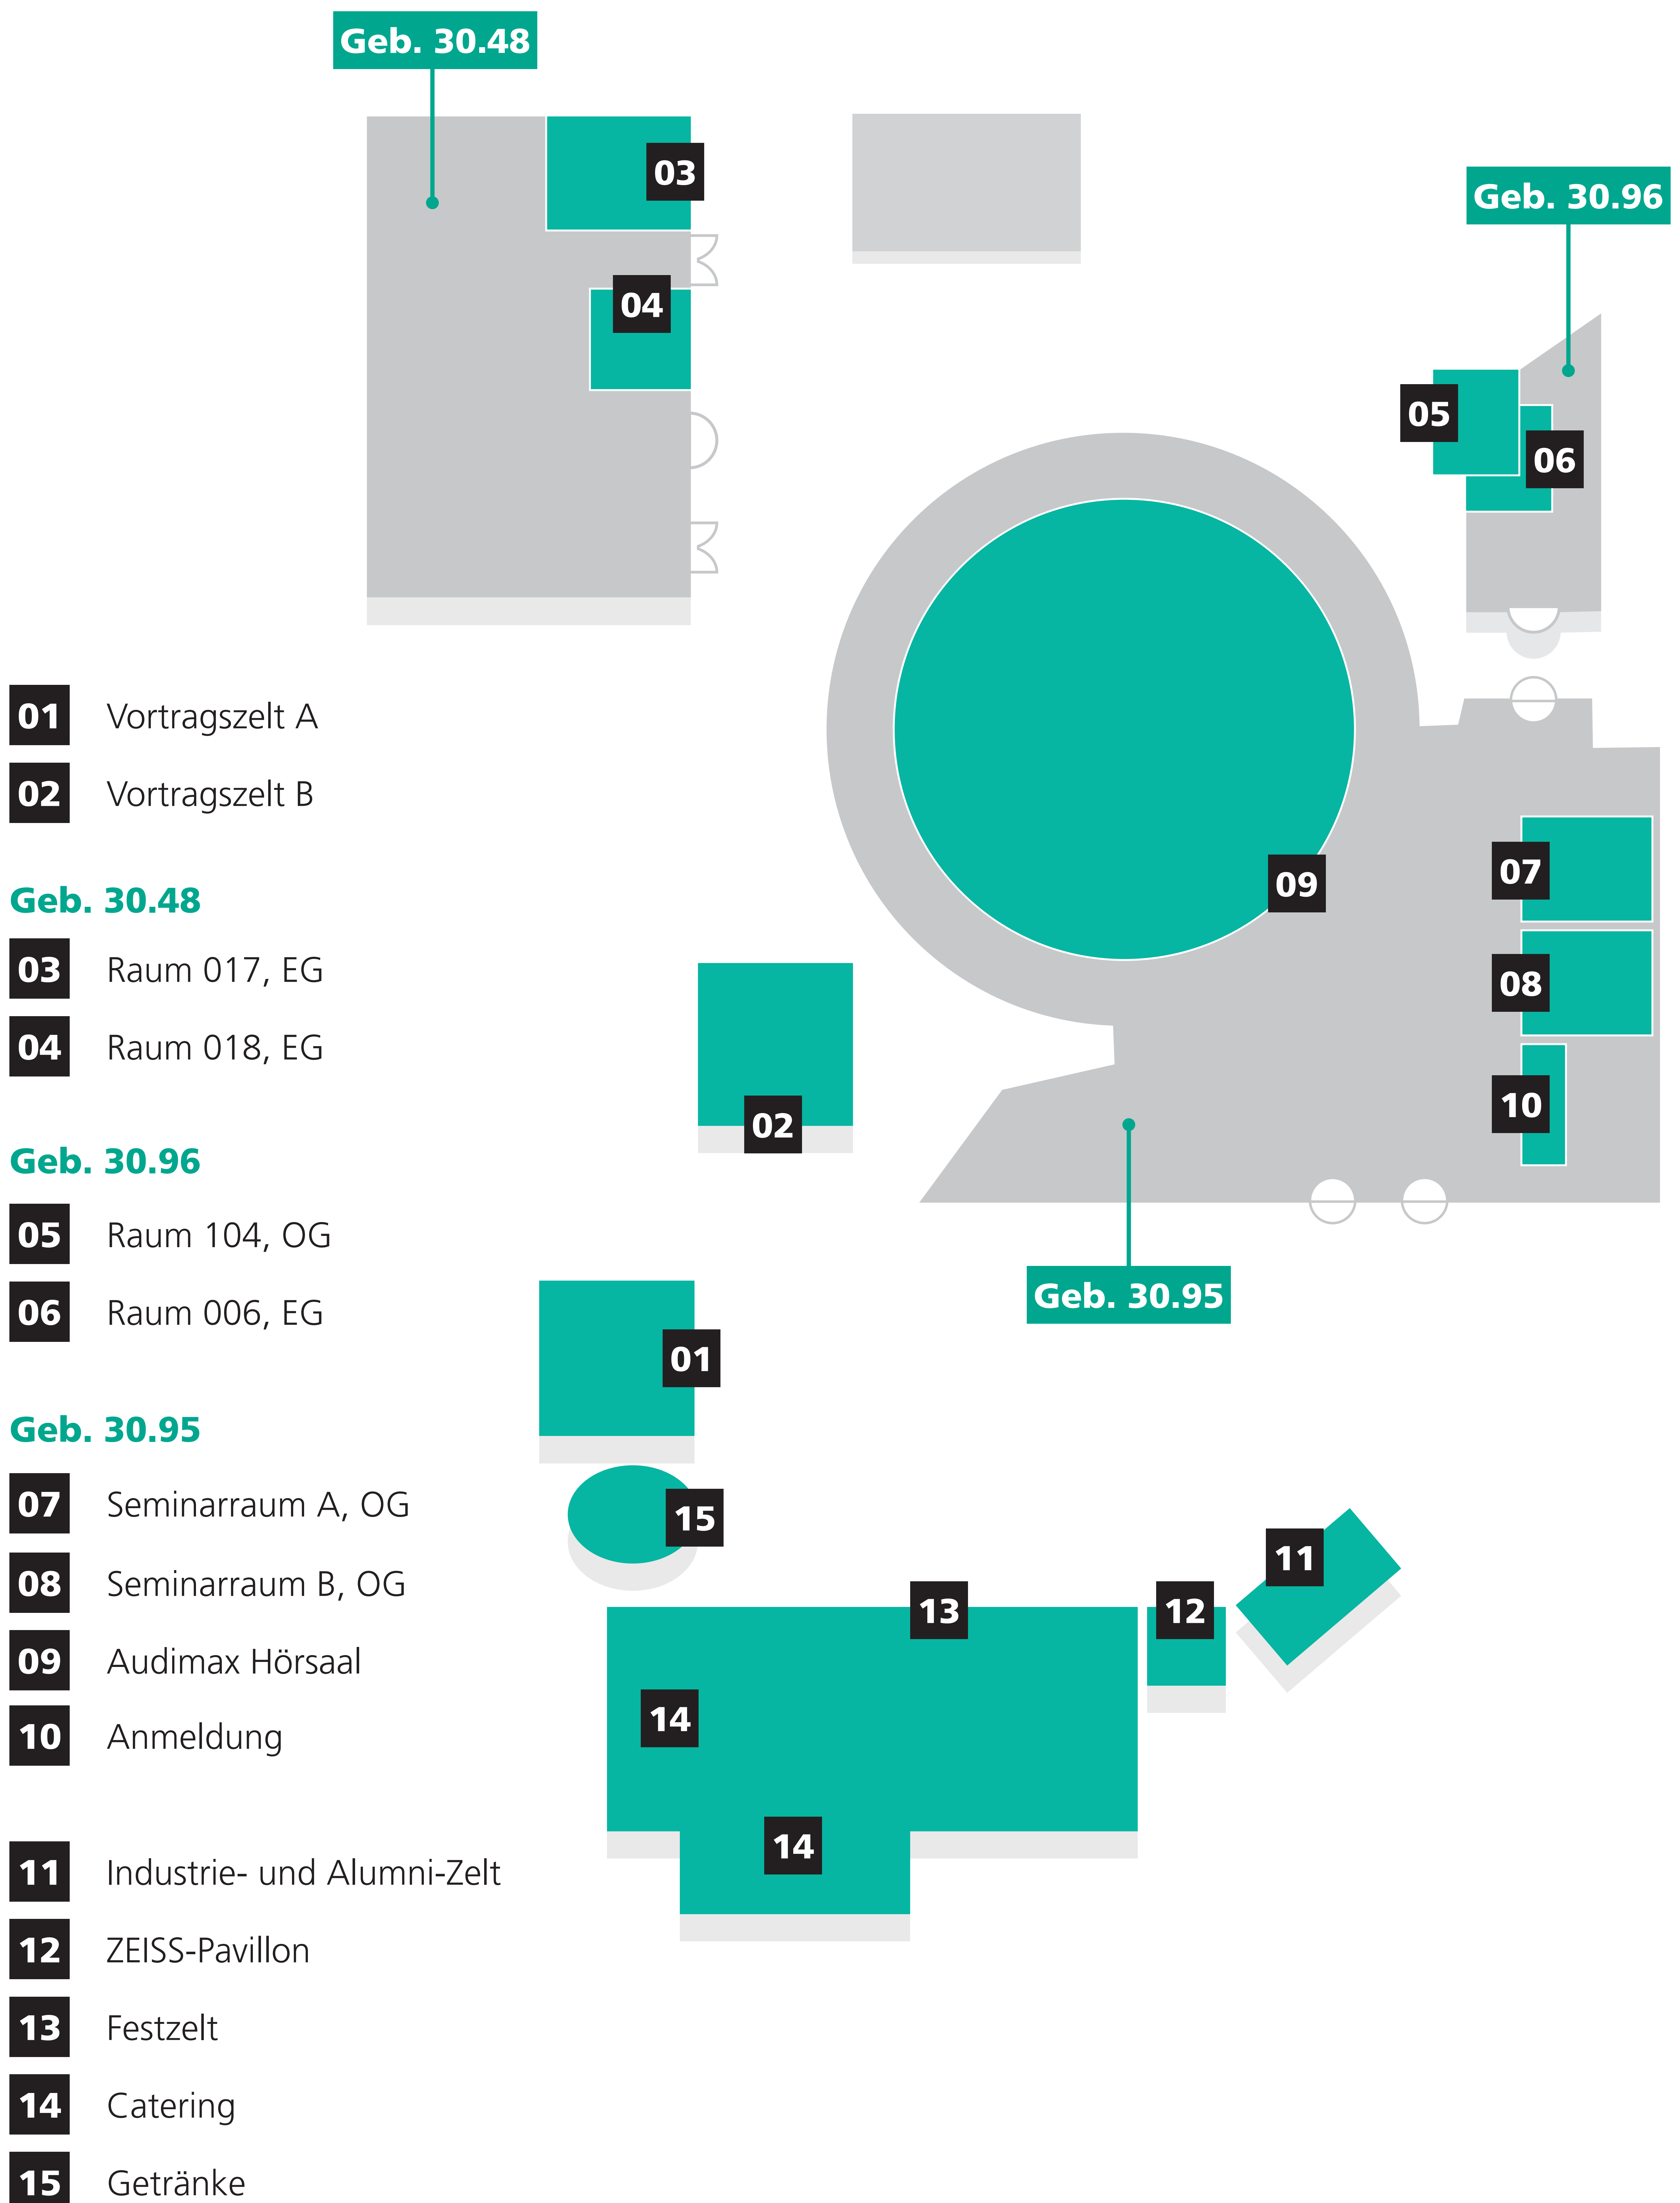 Geb. 30.48
03
Geb. 30.96
04
05
06
01 Vortragszelt A
02 Vortragszelt B
07
09
Geb. 30.48
03 Raum 017, EG
08
04 Raum 018, EG
10
02
Geb. 30.96
05 Raum 104, OG
06 Raum 006, EG
Geb. 30.95
01
Geb. 30.95
07 Seminarraum A, OG
15
11
08 Seminarraum B, OG
13
12
09 Audimax Hörsaal
14
10 Anmeldung
14
11 Industrie- und Alumni-Zelt
12 ZEISS-Pavillon
13 Festzelt
14 Catering
15 Getränke